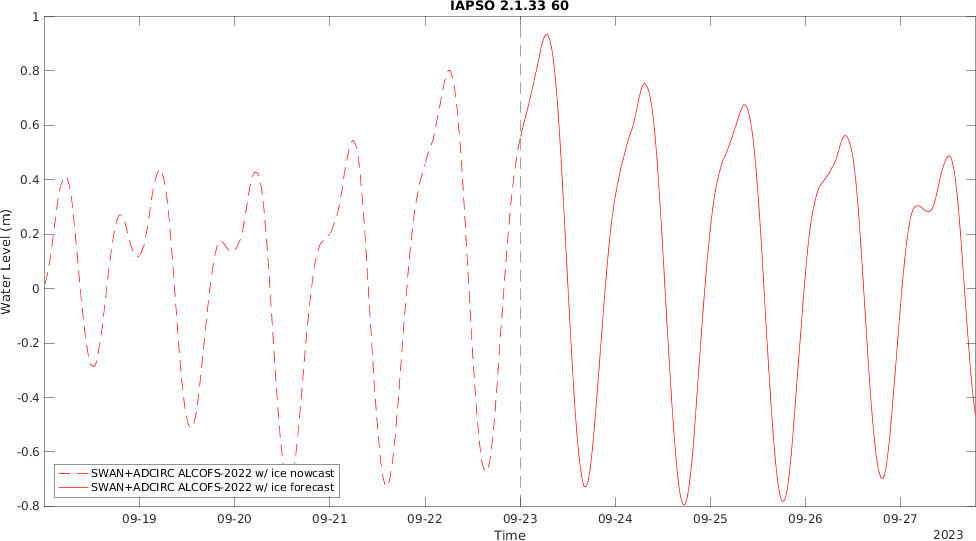 IAPSO 2.1.33 60
1
0.8
0.6
0.4
0.2
0
-0.2
-0.4
-0.6
-0.8
Water Level (m)
SWAN+ADCIRC ALCOFS-2022 w/ ice nowcast
SWAN+ADCIRC ALCOFS-2022 w/ ice forecast
09-19 09-20 09-21 09-22 09-23 09-24 09-25 09-26 09-27
Time
2023